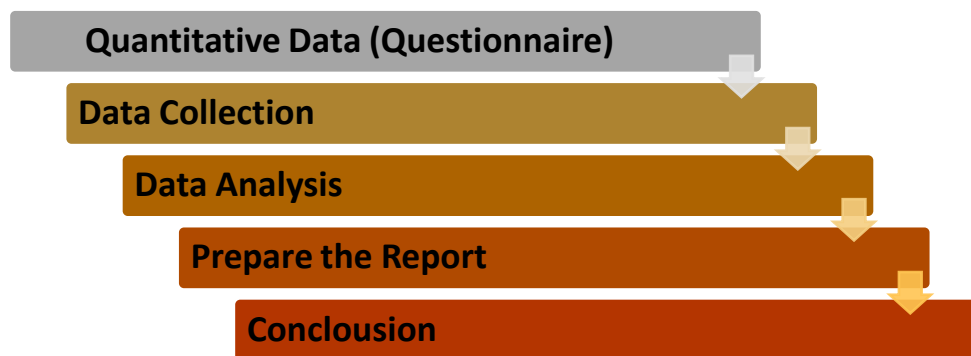 Quantitative Data (Questionnaire)
Data Collection
Data Analysis
Prepare the Report
Conclousion